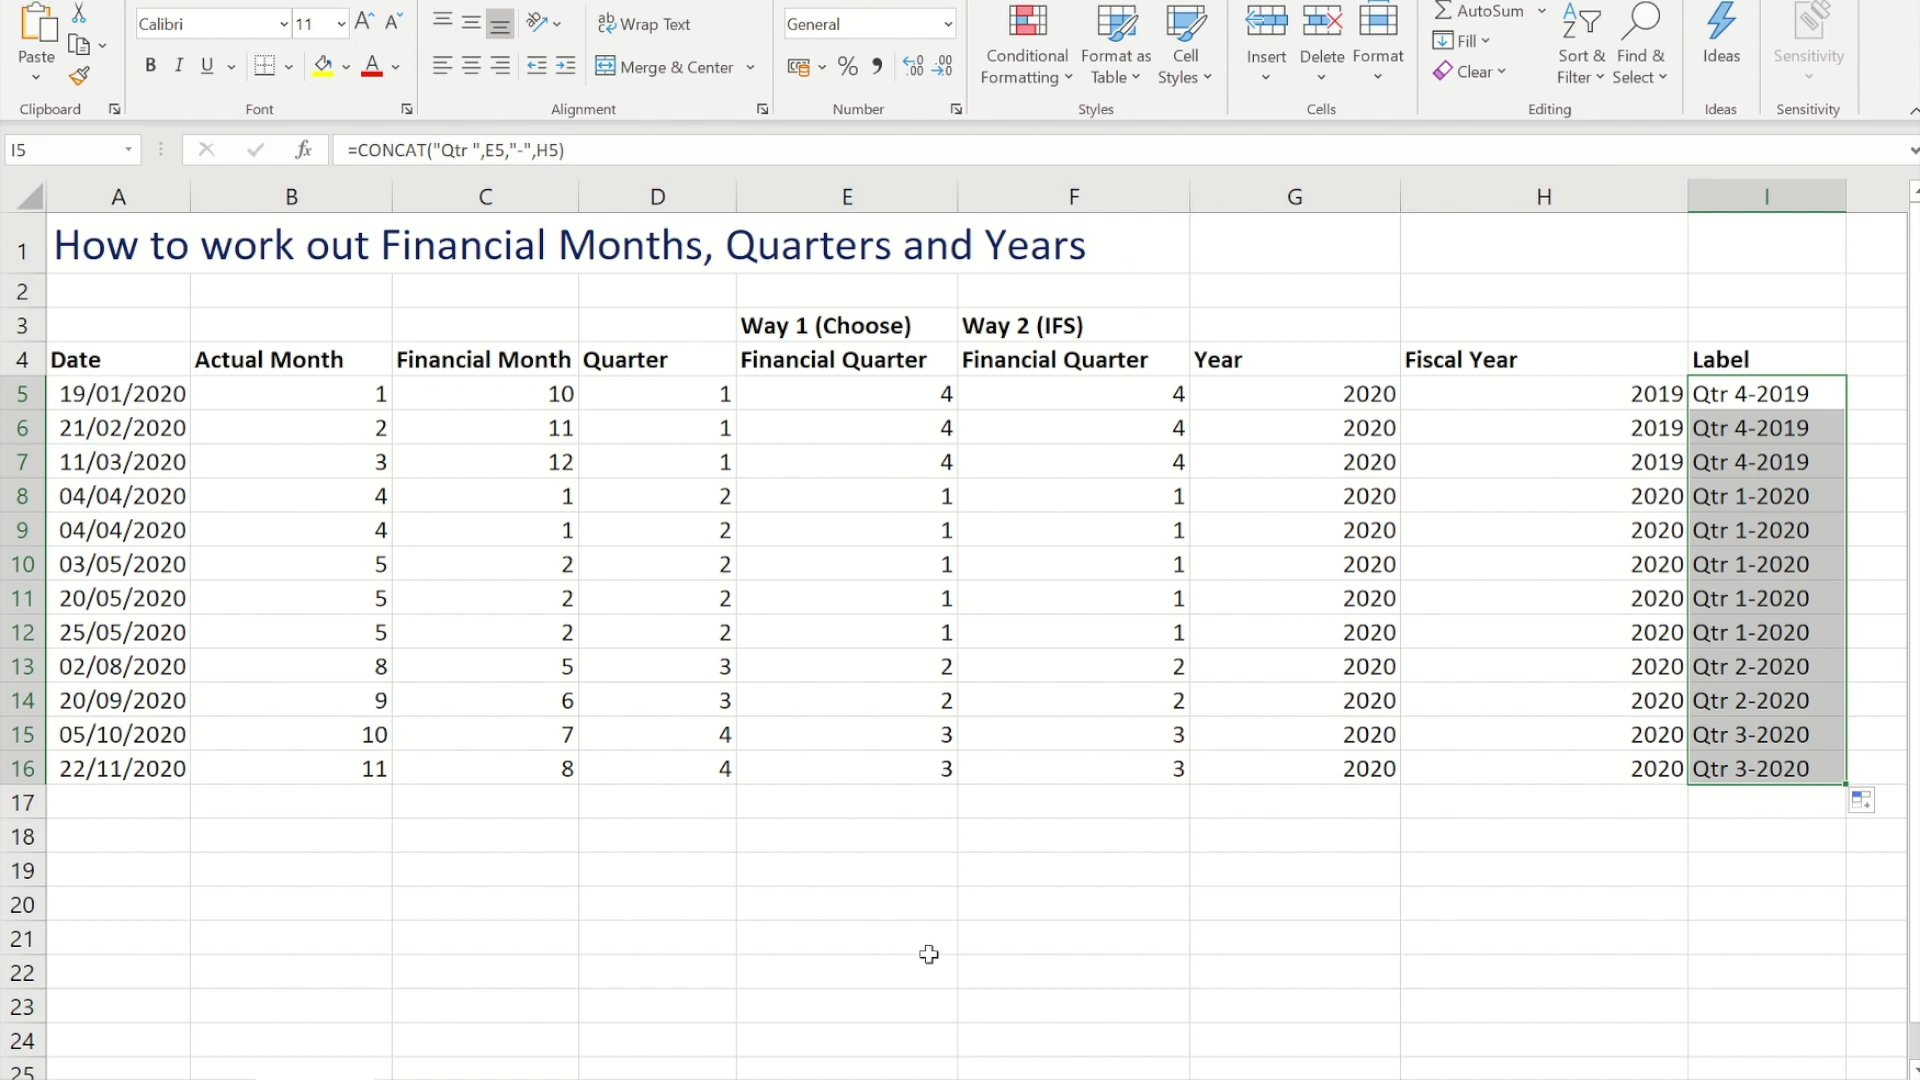 Calibri 11 Wrap Text General AutoSum
Paste Conditional Formatting Format as Table Cell Styles Insert Delete Format Fill Sort & Filter Find & Select Ideas Sensitivity
B I U Merge & Center % Clear
Clipboard Font Alignment Number Styles Cells Editing Ideas Sensitivity
I5 fx =CONCAT("Qtr ",E5,"-",H5)
A B C D E F G H I
1 How to work out Financial Months, Quarters and Years
2
3 Way 1 (Choose) Way 2 (IFS)
4 Date Actual Month Financial Month Quarter Financial Quarter Financial Quarter Year Fiscal Year Label
5 19/01/2020 1 10 1 4 4 2020 2019 Qtr 4-2019
6 21/02/2020 2 11 1 4 4 2020 2019 Qtr 4-2019
7 11/03/2020 3 12 1 4 4 2020 2019 Qtr 4-2019
8 04/04/2020 4 1 2 1 1 2020 2020 Qtr 1-2020
9 04/04/2020 4 1 2 1 1 2020 2020 Qtr 1-2020
10 03/05/2020 5 2 2 1 1 2020 2020 Qtr 1-2020
11 20/05/2020 5 2 2 1 1 2020 2020 Qtr 1-2020
12 25/05/2020 5 2 2 1 1 2020 2020 Qtr 1-2020
13 02/08/2020 8 5 3 2 2 2020 2020 Qtr 2-2020
14 20/09/2020 9 6 3 2 2 2020 2020 Qtr 2-2020
15 05/10/2020 10 7 4 3 3 2020 2020 Qtr 3-2020
16 22/11/2020 11 8 4 3 3 2020 2020 Qtr 3-2020
17
18
19
20
21
22
23
24
25